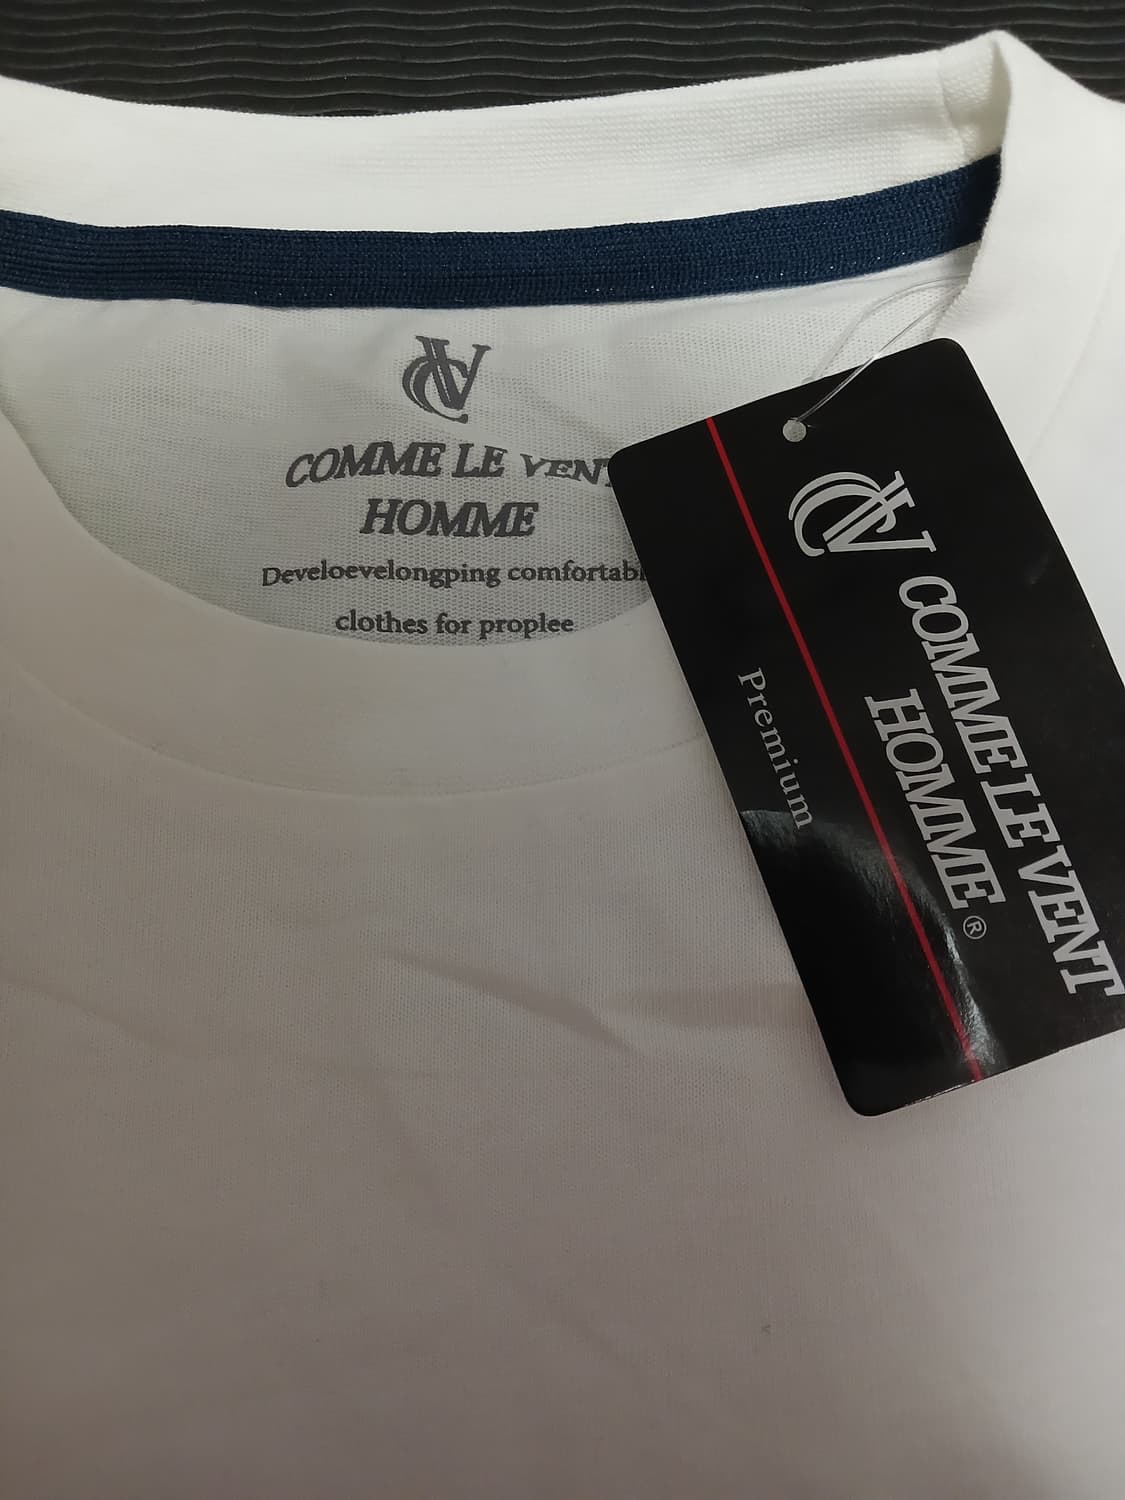 COMME LE VENT
HOMME
Develoevelongping comfortabl
clothes for proplee
COMME LE VENT
HOMME®
Premium